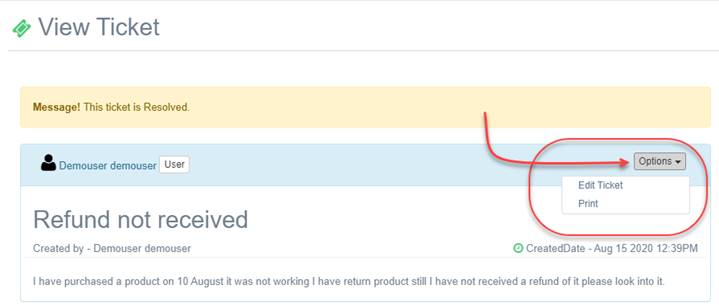 View Ticket
Message! This ticket is Resolved.
Demouser demouser User
Options
Edit Ticket
Print
Refund not received
Created by - Demouser demouser
CreatedDate - Aug 15 2020 12:39PM
I have purchased a product on 10 August it was not working I have return product still I have not received a refund of it please look into it.